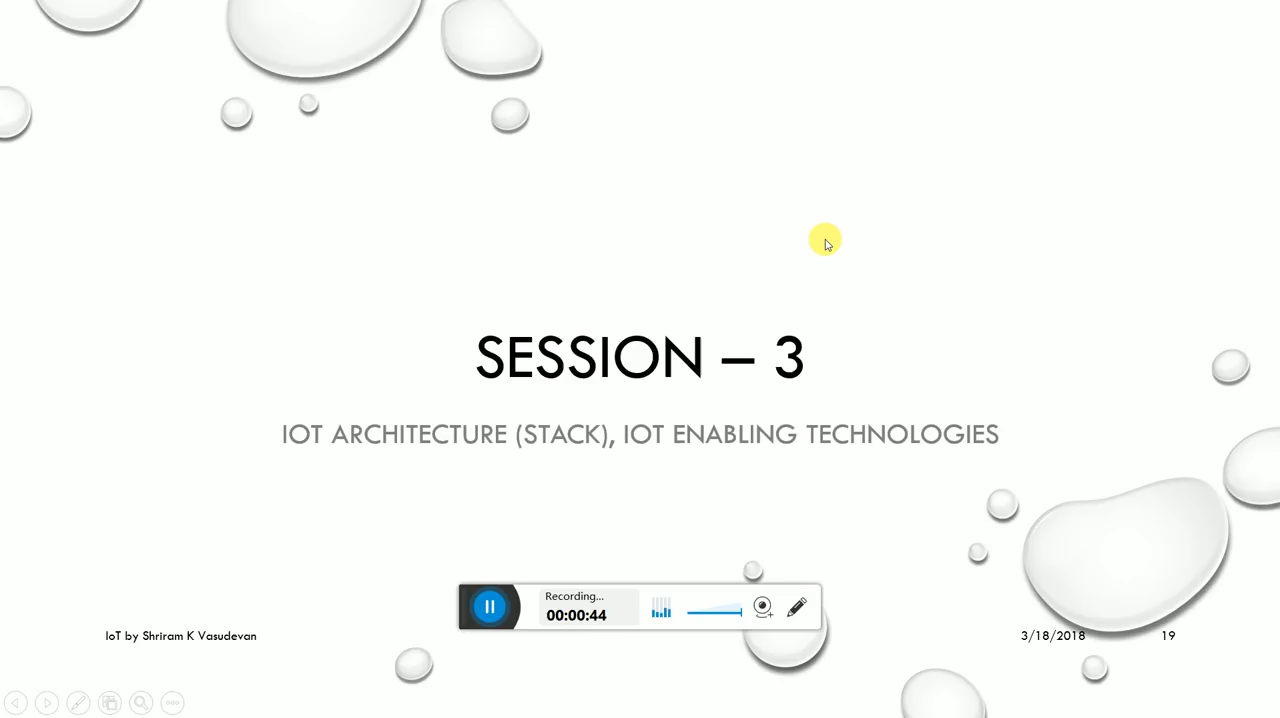 SESSION – 3
IOT ARCHITECTURE (STACK), IOT ENABLING TECHNOLOGIES
Recording...
00:00:44
IoT by Shriram K Vasudevan
3/18/2018
19